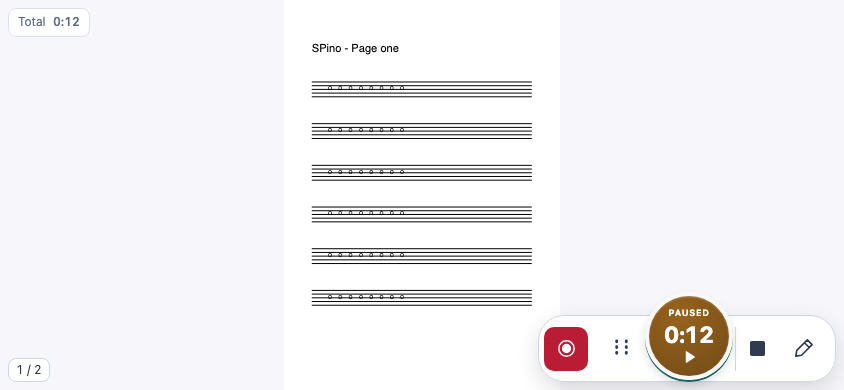 Total 0:12
SPino - Page one
PAUSED
0:12
1 / 2